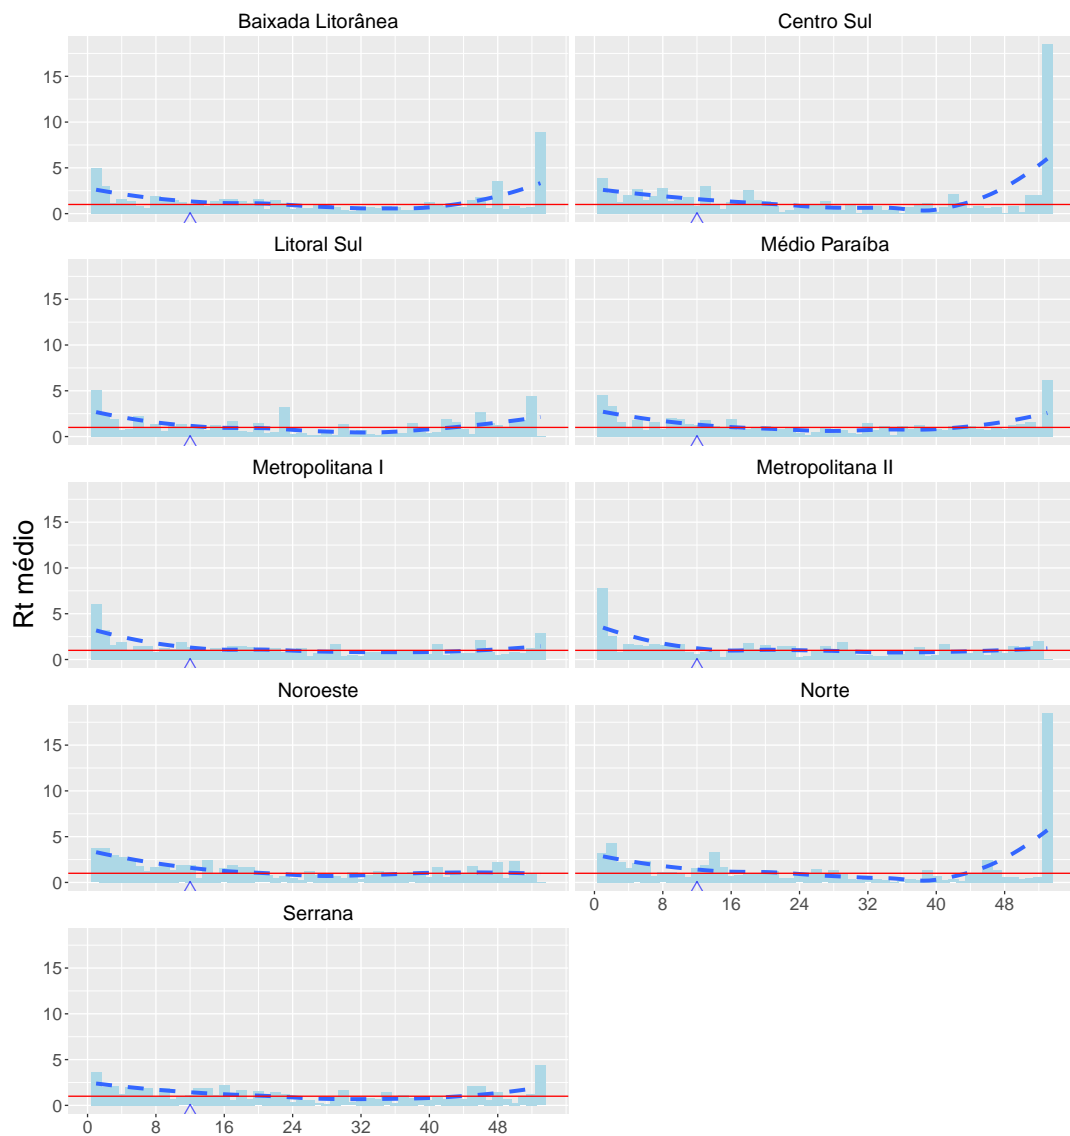 Baixada Litorânea
Centro Sul
15
10
5
0
Litoral Sul
Médio Paraíba
15
10
5
0
Metropolitana I
Metropolitana II
15
10
5
0
Rt médio
Noroeste
Norte
15
10
5
0
0 8 16 24 32 40 48
Serrana
15
10
5
0
0 8 16 24 32 40 48